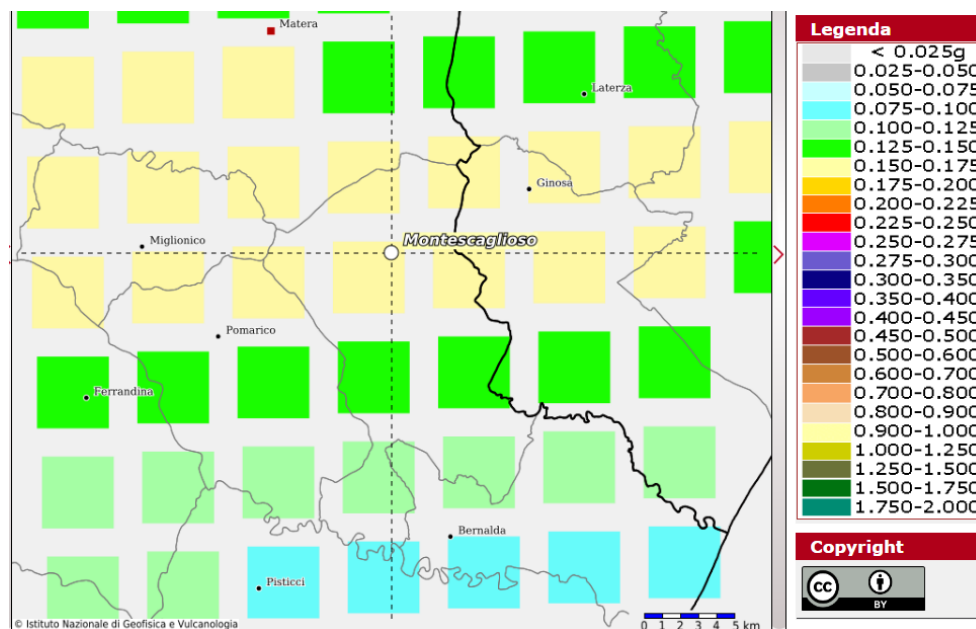 Matera
Laterza
Ginosa
Miglionico
Montescaglioso
Pomarico
Ferrandina
Bernalda
Pisticci
© Istituto Nazionale di Geofisica e Vulcanologia
0 1 2 3 4 5 km
Legenda
< 0.025g
0.025-0.050
0.050-0.075
0.075-0.100
0.100-0.125
0.125-0.150
0.150-0.175
0.175-0.200
0.200-0.225
0.225-0.250
0.250-0.275
0.275-0.300
0.300-0.350
0.350-0.400
0.400-0.450
0.450-0.500
0.500-0.600
0.600-0.700
0.700-0.800
0.800-0.900
0.900-1.000
1.000-1.250
1.250-1.500
1.500-1.750
1.750-2.000
Copyright
cc
BY